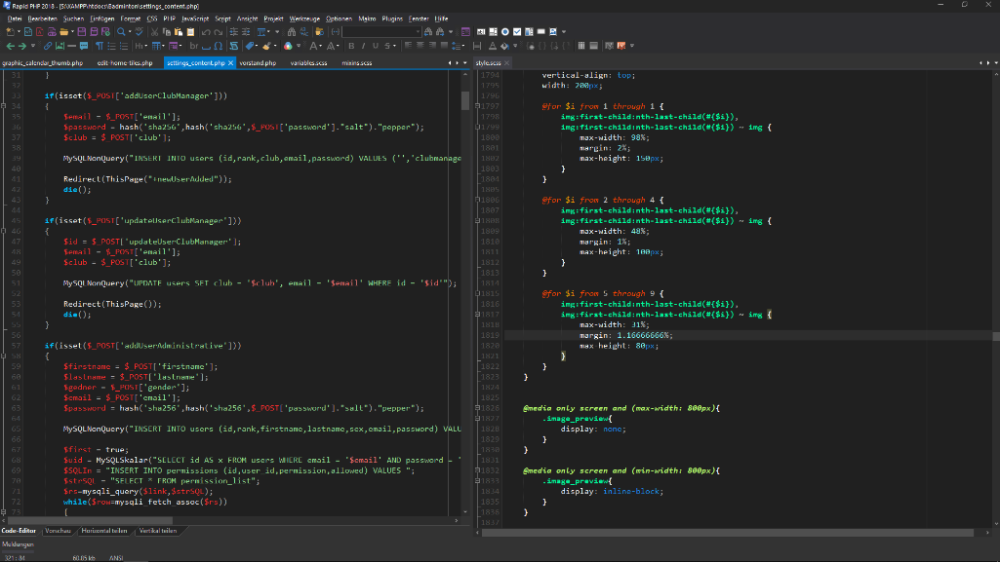 Rapid PHP 2018 - [S:\XAMPP\htdocs\Badminton\settings_content.php]
Datei Bearbeiten Suchen Einfügen Format CSS PHP JavaScript Script Ansicht Projekt Werkzeuge Optionen Makro Plugins Fenster Hilfe
graphic_calendar_thumb.php edit-home-tiles.php settings_content.php × vorstand.php variables.scss mixins.scss
31 }
32
33 if(isset($_POST['addUserClubManager']))
34 {
35 $email = $_POST['email'];
36 $password = hash('sha256',hash('sha256',$_POST['password']."salt")."pepper");
37 $club = $_POST['club'];
38
39 MySQLNonQuery("INSERT INTO users (id,rank,club,email,password) VALUES ('','clubmanage
40
41 Redirect(ThisPage("+newUserAdded"));
42 die();
43 }
44
45 if(isset($_POST['updateUserClubManager']))
46 {
47 $id = $_POST['updateUserClubManager'];
48 $email = $_POST['email'];
49 $club = $_POST['club'];
50
51 MySQLNonQuery("UPDATE users SET club = '$club', email = '$email' WHERE id = '$id'");
52
53 Redirect(ThisPage());
54 die();
55 }
56
57 if(isset($_POST['addUserAdministrative']))
58 {
59 $firstname = $_POST['firstname'];
60 $lastname = $_POST['lastname'];
61 $gedner = $_POST['gender'];
62 $email = $_POST['email'];
63 $password = hash('sha256',hash('sha256',$_POST['password']."salt")."pepper");
64
65 MySQLNonQuery("INSERT INTO users (id,rank,firstname,lastname,sex,email,password) VALU
66
67 $first = true;
68 $uid = MySQLSkalar("SELECT id AS x FROM users WHERE email = '$email' AND password = '
69 $SQLIn = "INSERT INTO permissions (id,user_id,permission,allowed) VALUES ";
70 $strSQL = "SELECT * FROM permission_list";
71 $rs=mysqli_query($link,$strSQL);
72 while($row=mysqli_fetch_assoc($rs))
73 {
Code-Editor Vorschau Horizontal teilen Vertikal teilen
Meldungen
321 : 84 60.05 kb ANSI
style.scss ×
1794 vertical-align: top;
1795 width: 200px;
1796
1797 @for $i from 1 through 1 {
1798 img:first-child:nth-last-child(#{$i}),
1799 img:first-child:nth-last-child(#{$i}) ~ img {
1800 max-width: 98%;
1801 margin: 2%;
1802 max-height: 150px;
1803 }
1804 }
1805
1806 @for $i from 2 through 4 {
1807 img:first-child:nth-last-child(#{$i}),
1808 img:first-child:nth-last-child(#{$i}) ~ img {
1809 max-width: 48%;
1810 margin: 1%;
1811 max-height: 100px;
1812 }
1813 }
1814
1815 @for $i from 5 through 9 {
1816 img:first-child:nth-last-child(#{$i}),
1817 img:first-child:nth-last-child(#{$i}) ~ img {
1818 max-width: 31%;
1819 margin: 1.16666666%;
1820 max-height: 80px;
1821 }
1822 }
1823 }
1824
1825
1826 @media only screen and (max-width: 800px){
1827 .image_preview{
1828 display: none;
1829 }
1830 }
1831
1832 @media only screen and (min-width: 800px){
1833 .image_preview{
1834 display: inline-block;
1835 }
1836 }
1837